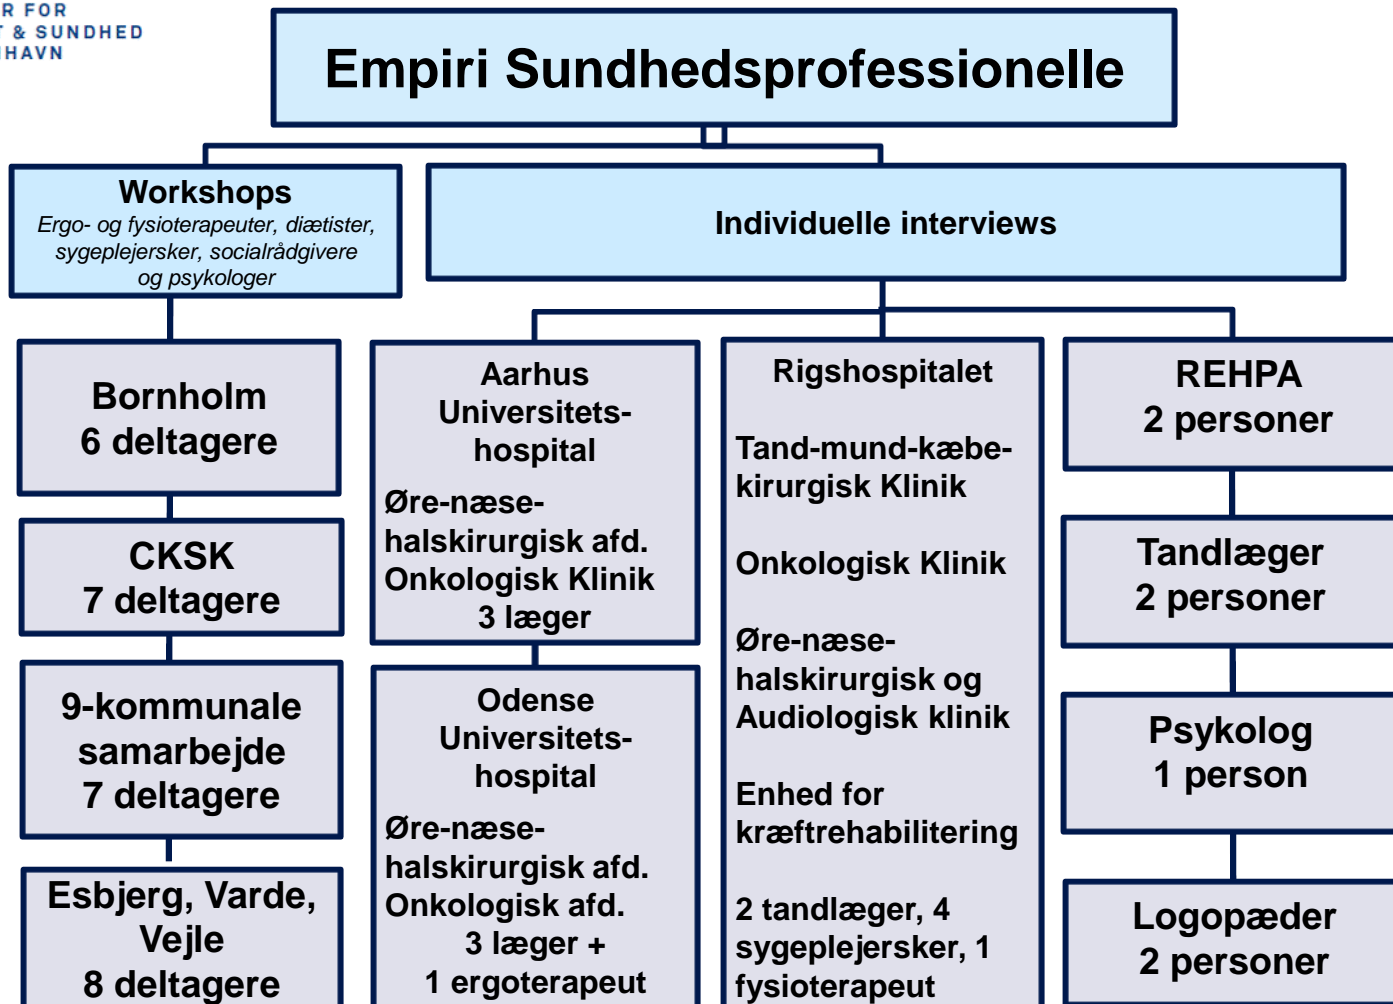 R FOR
& SUNDHED
HAVN
Empiri Sundhedsprofessionelle
Workshops
Ergo- og fysioterapeuter, diætister,
sygeplejersker, socialrådgivere
og psykologer
Individuelle interviews
Bornholm
6 deltagere
CKSK
7 deltagere
9-kommunale
samarbejde
7 deltagere
Esbjerg, Varde,
Vejle
8 deltagere
Aarhus
Universitets-
hospital
Øre-næse-
halskirurgisk afd.
Onkologisk Klinik
3 læger
Odense
Universitets-
hospital
Øre-næse-
halskirurgisk afd.
Onkologisk afd.
3 læger +
1 ergoterapeut
Rigshospitalet
Tand-mund-kæbe-
kirurgisk Klinik
Onkologisk Klinik
Øre-næse-
halskirurgisk og
Audiologisk klinik
Enhed for
kræftrehabilitering
2 tandlæger, 4
sygeplejersker, 1
fysioterapeut
REHPA
2 personer
Tandlæger
2 personer
Psykolog
1 person
Logopæder
2 personer